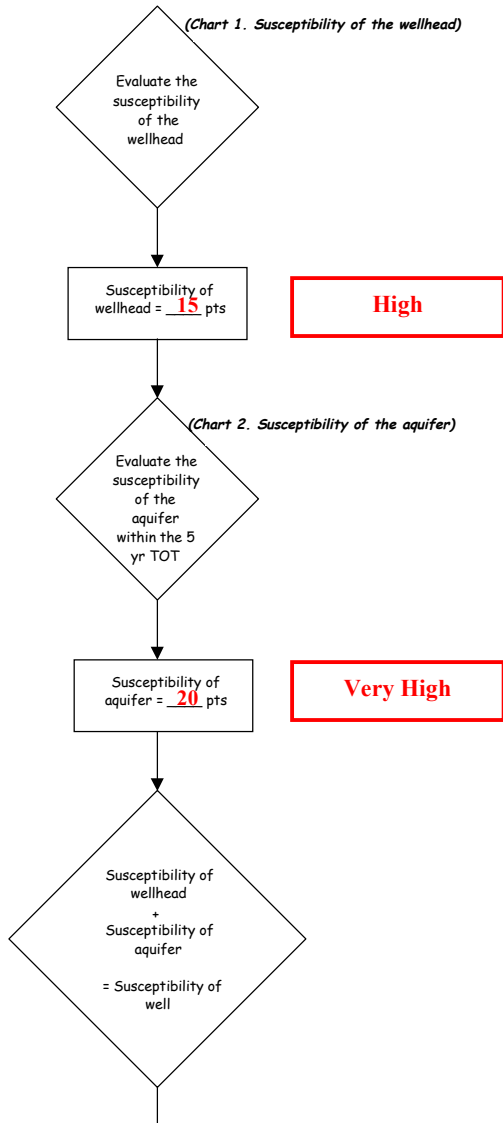 (Chart 1. Susceptibility of the wellhead)
Evaluate the
susceptibility
of the
wellhead
Susceptibility of
wellhead = 15 pts
High
(Chart 2. Susceptibility of the aquifer)
Evaluate the
susceptibility
of the
aquifer
within the 5
yr TOT
Susceptibility of
aquifer = 20 pts
Very High
Susceptibility of
wellhead
+
Susceptibility of
aquifer
= Susceptibility of
well